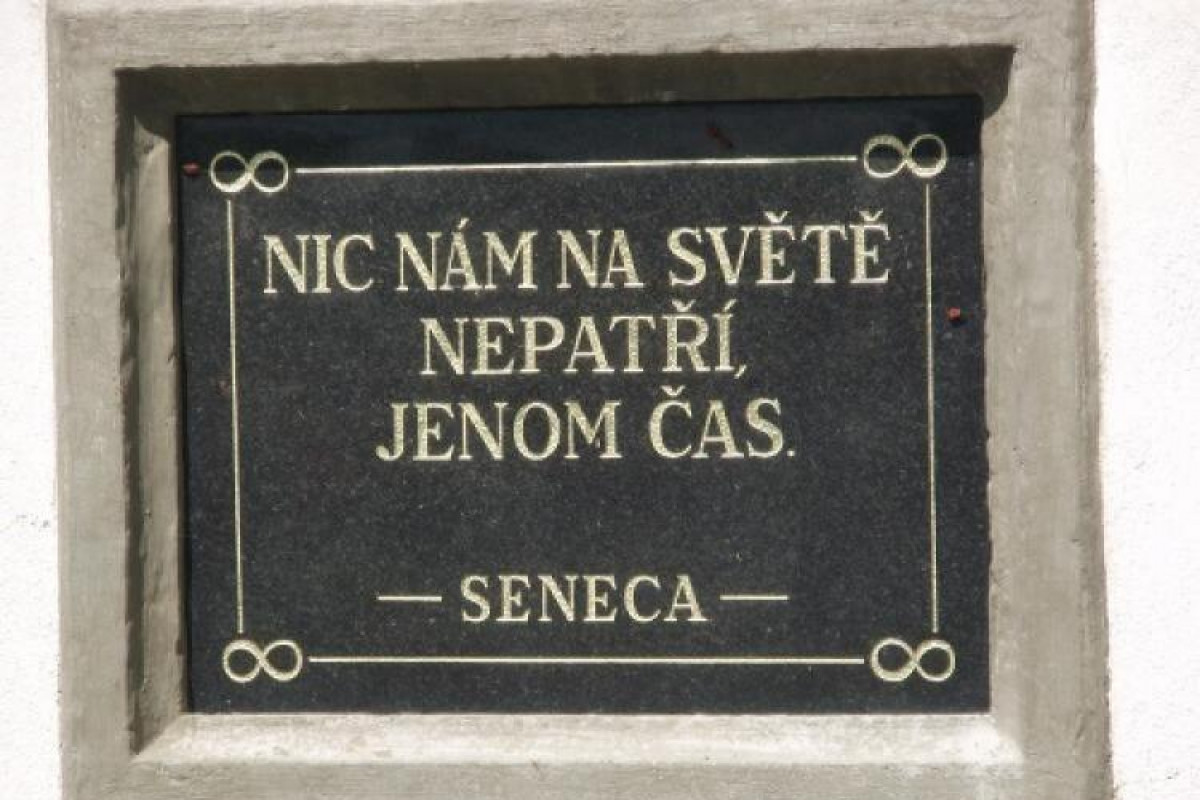 NIC NÁM NA SVĚTĚ
NEPATŘÍ,
JENOM ČAS.
— SENECA —